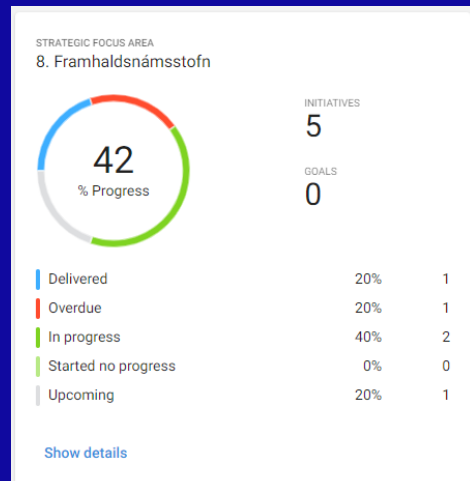 STRATEGIC FOCUS AREA
8. Framhaldsnámsstofn
42
% Progress
INITIATIVES
5
GOALS
0
Delivered 20% 1
Overdue 20% 1
In progress 40% 2
Started no progress 0% 0
Upcoming 20% 1
Show details